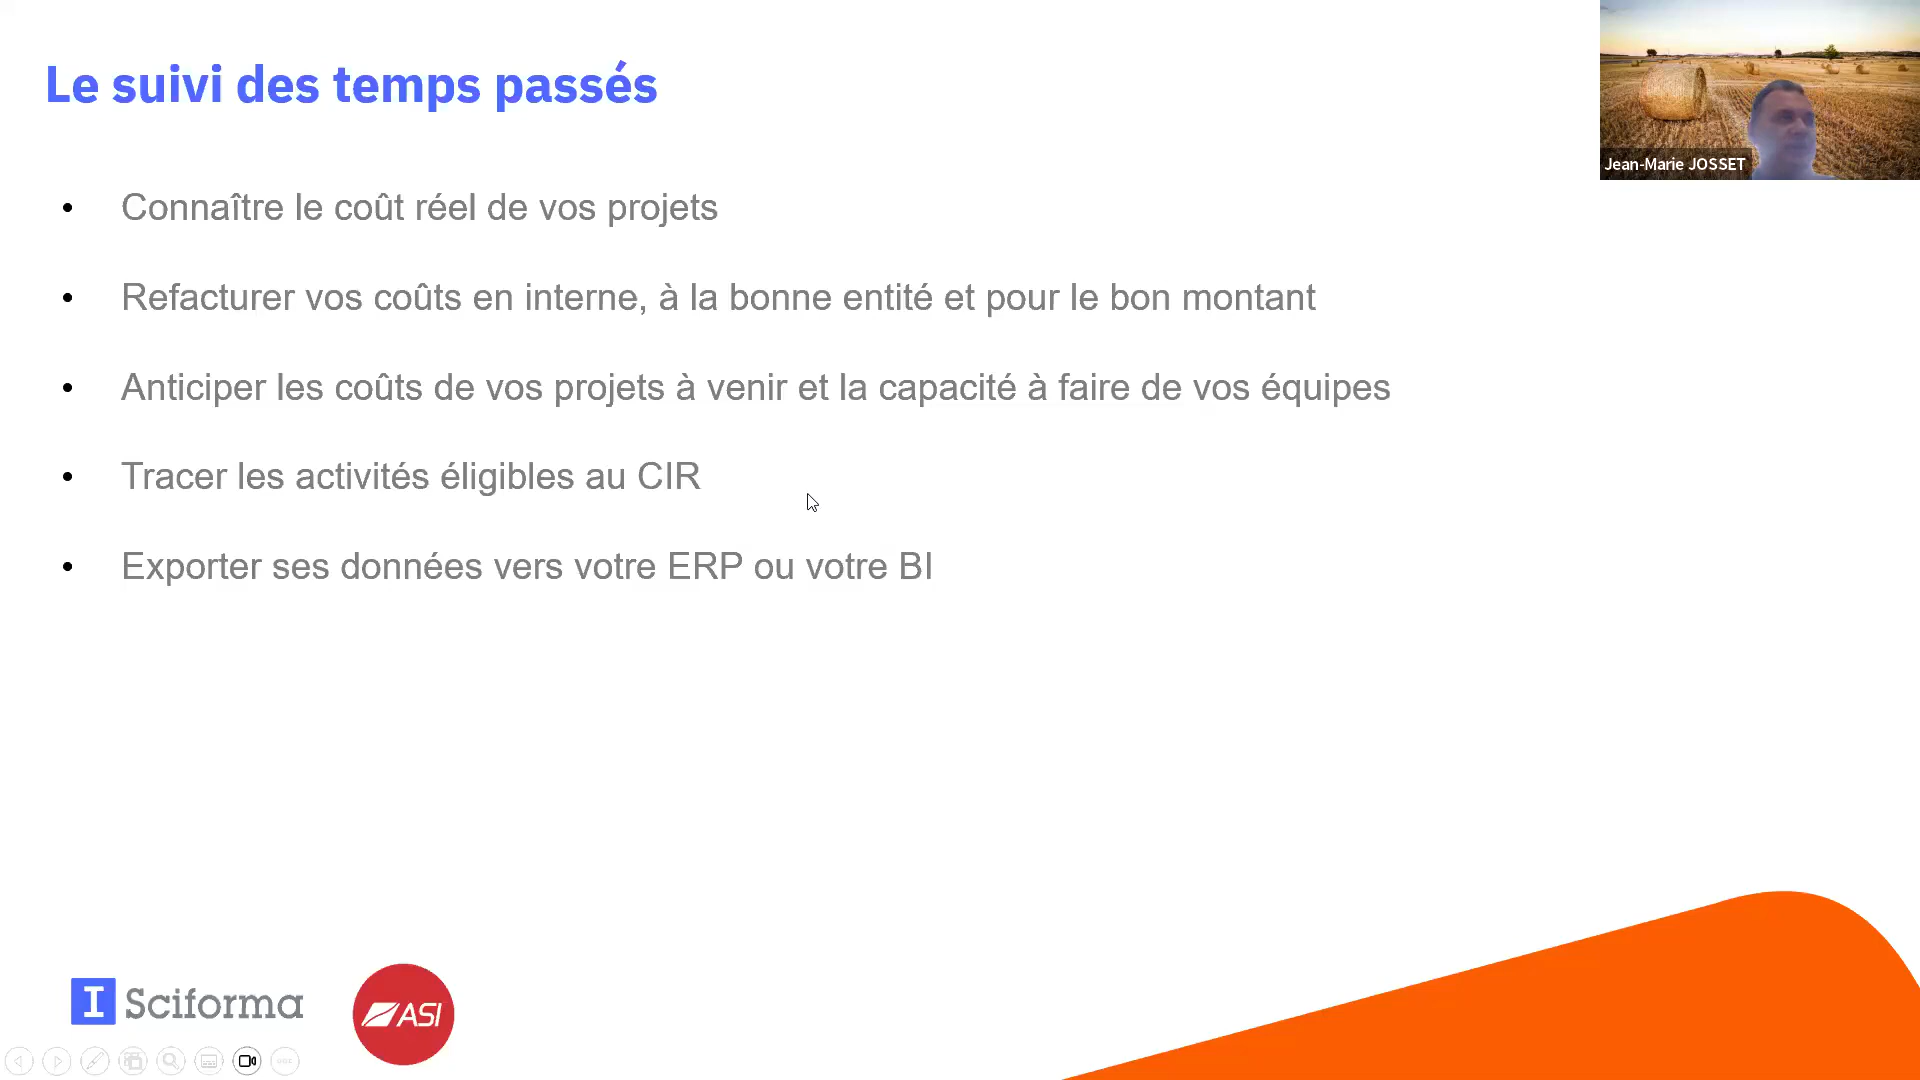 Le suivi des temps passés
Jean-Marie JOSSET
• Connaître le coût réel de vos projets
• Refacturer vos coûts en interne, à la bonne entité et pour le bon montant
• Anticiper les coûts de vos projets à venir et la capacité à faire de vos équipes
• Tracer les activités éligibles au CIR
• Exporter ses données vers votre ERP ou votre BI
I Sciforma
ASI